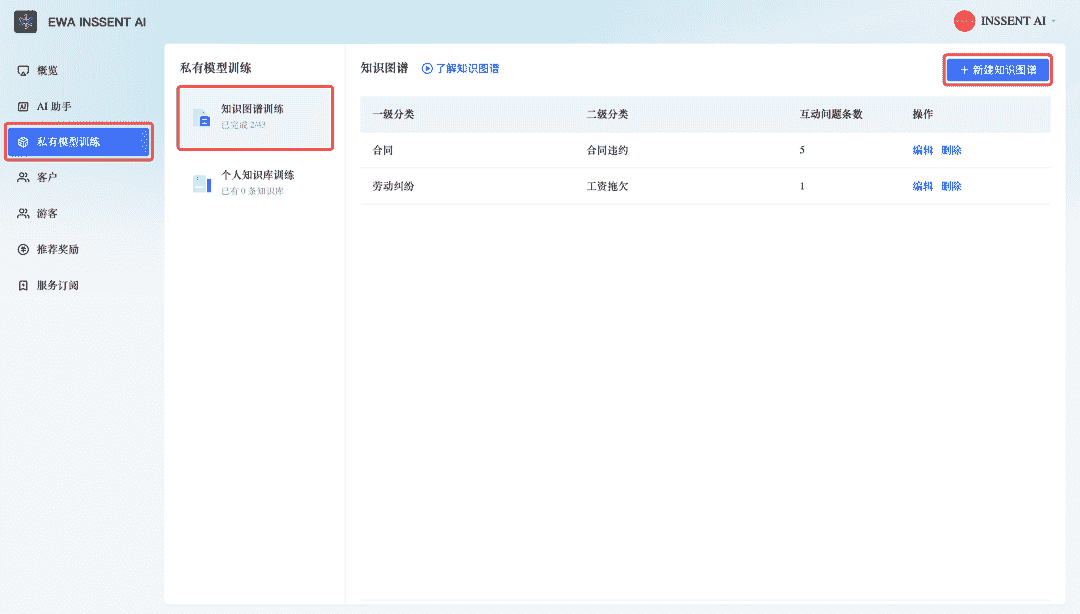 EWA INSSENT AI
INSSENT AI
概览
AI 助手
私有模型训练
客户
游客
推荐奖励
服务订阅
私有模型训练
知识图谱训练
已完成 2/43
个人知识库训练
已有 0 条知识库
知识图谱 了解知识图谱
+ 新建知识图谱
一级分类 二级分类 互动问题条数 操作
合同 合同违约 5 编辑 删除
劳动纠纷 工资拖欠 1 编辑 删除